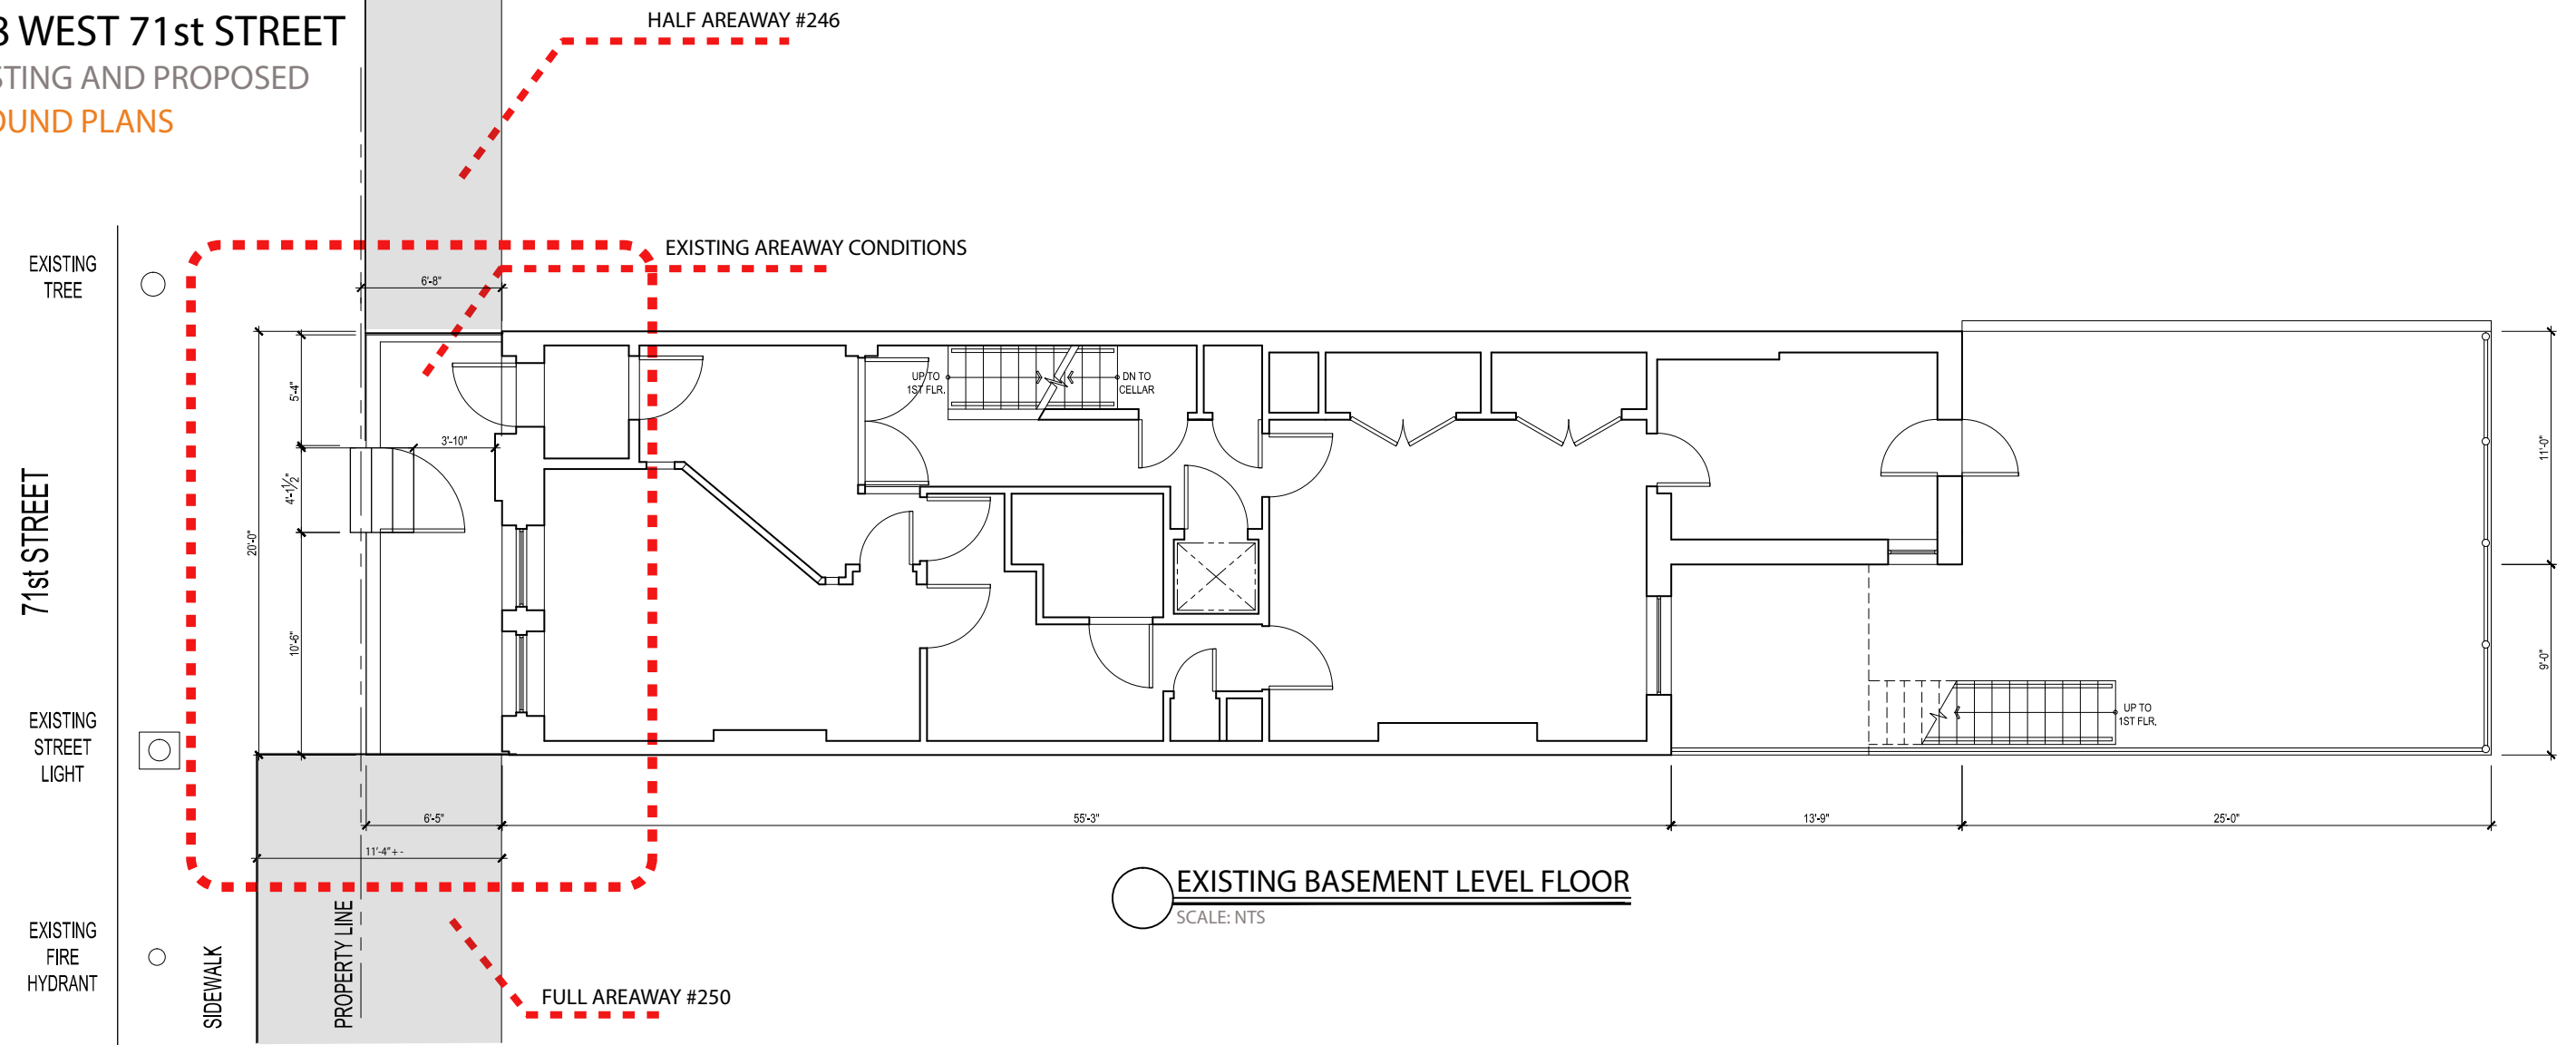 8 WEST 71st STREET
STING AND PROPOSED
OUND PLANS
HALF AREAWAY #246
EXISTING AREAWAY CONDITIONS
EXISTING
TREE
6'-8"
5'-4"
3'-10"
4'-1½"
20'-0"
10'-6"
71st STREET
UP TO
1ST FLR.
DN TO
CELLAR
11'-0"
9'-0"
UP TO
1ST FLR.
EXISTING
STREET
LIGHT
6'-5"
55'-3"
13'-9"
25'-0"
11'-4"+-
EXISTING BASEMENT LEVEL FLOOR
SCALE: NTS
EXISTING
FIRE
HYDRANT
SIDEWALK
PROPERTY LINE
FULL AREAWAY #250